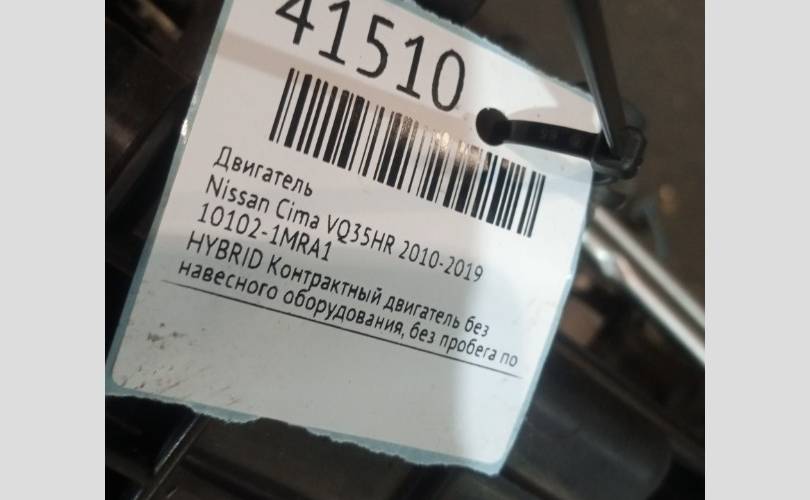 41510
Двигатель
Nissan Cima VQ35HR 2010-2019
10102-1MRA1
HYBRID Контрактный двигатель без
навесного оборудования, без пробега по